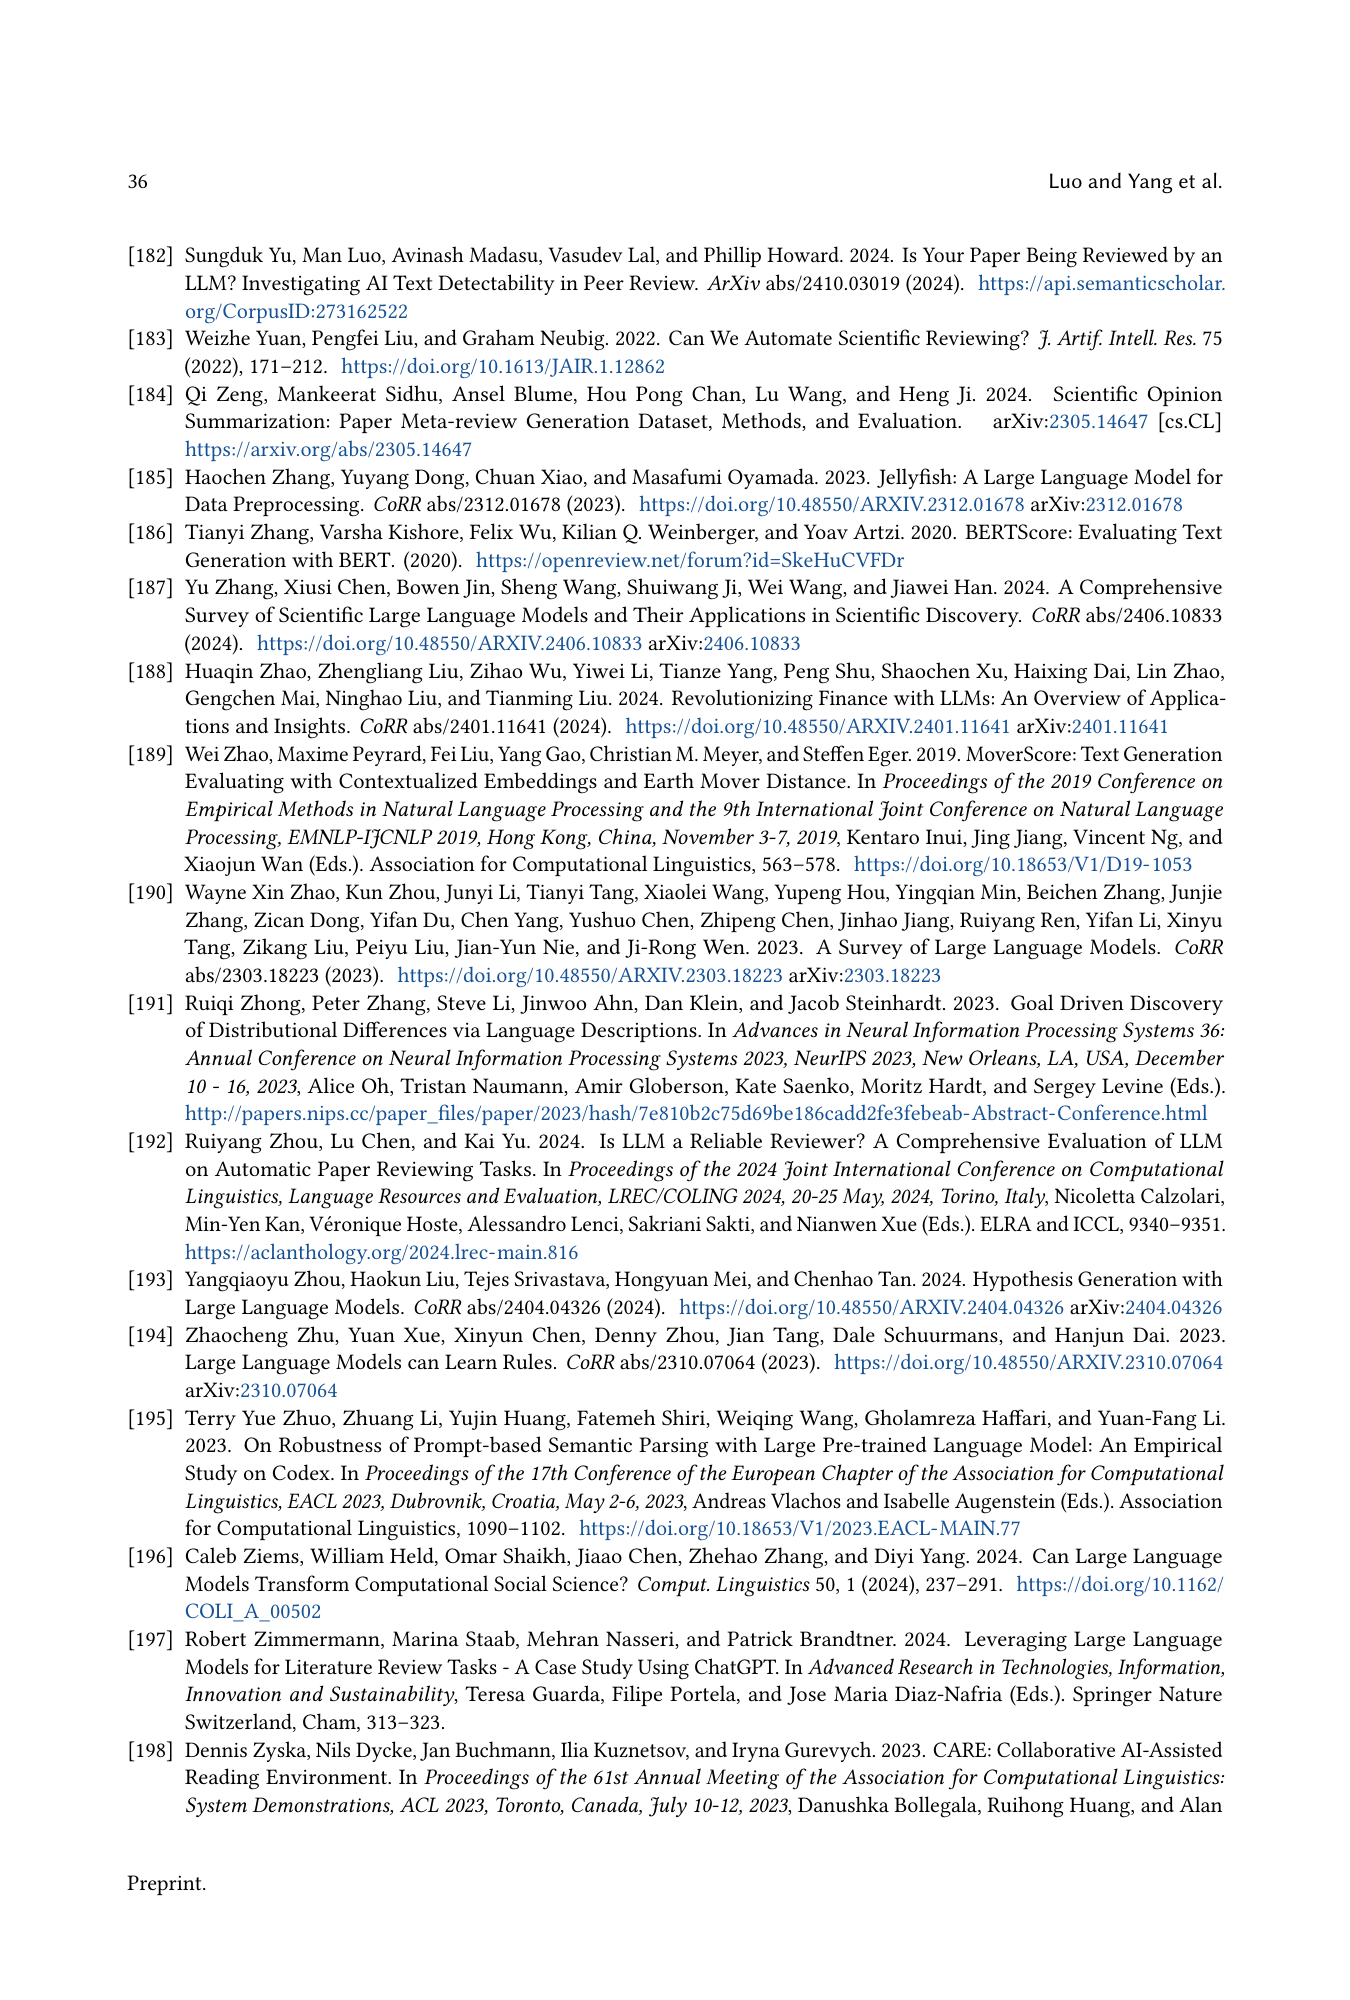 36
Luo and Yang et al.
[182] Sungduk Yu, Man Luo, Avinash Madasu, Vasudev Lal, and Phillip Howard. 2024. Is Your Paper Being Reviewed by an
LLM? Investigating AI Text Detectability in Peer Review. ArXiv abs/2410.03019 (2024). https://api.semanticscholar.
org/CorpusID:273162522
[183] Weizhe Yuan, Pengfei Liu, and Graham Neubig. 2022. Can We Automate Scientific Reviewing? J. Artif. Intell. Res. 75
(2022), 171–212. https://doi.org/10.1613/JAIR.1.12862
[184] Qi Zeng, Mankeerat Sidhu, Ansel Blume, Hou Pong Chan, Lu Wang, and Heng Ji. 2024. Scientific Opinion
Summarization: Paper Meta-review Generation Dataset, Methods, and Evaluation. arXiv:2305.14647 [cs.CL]
https://arxiv.org/abs/2305.14647
[185] Haochen Zhang, Yuyang Dong, Chuan Xiao, and Masafumi Oyamada. 2023. Jellyfish: A Large Language Model for
Data Preprocessing. CoRR abs/2312.01678 (2023). https://doi.org/10.48550/ARXIV.2312.01678 arXiv:2312.01678
[186] Tianyi Zhang, Varsha Kishore, Felix Wu, Kilian Q. Weinberger, and Yoav Artzi. 2020. BERTScore: Evaluating Text
Generation with BERT. (2020). https://openreview.net/forum?id=SkeHuCVFDr
[187] Yu Zhang, Xiusi Chen, Bowen Jin, Sheng Wang, Shuiwang Ji, Wei Wang, and Jiawei Han. 2024. A Comprehensive
Survey of Scientific Large Language Models and Their Applications in Scientific Discovery. CoRR abs/2406.10833
(2024). https://doi.org/10.48550/ARXIV.2406.10833 arXiv:2406.10833
[188] Huaqin Zhao, Zhengliang Liu, Zihao Wu, Yiwei Li, Tianze Yang, Peng Shu, Shaochen Xu, Haixing Dai, Lin Zhao,
Gengchen Mai, Ninghao Liu, and Tianming Liu. 2024. Revolutionizing Finance with LLMs: An Overview of Applica-
tions and Insights. CoRR abs/2401.11641 (2024). https://doi.org/10.48550/ARXIV.2401.11641 arXiv:2401.11641
[189] Wei Zhao, Maxime Peyrard, Fei Liu, Yang Gao, Christian M. Meyer, and Steffen Eger. 2019. MoverScore: Text Generation
Evaluating with Contextualized Embeddings and Earth Mover Distance. In Proceedings of the 2019 Conference on
Empirical Methods in Natural Language Processing and the 9th International Joint Conference on Natural Language
Processing, EMNLP-IJCNLP 2019, Hong Kong, China, November 3-7, 2019, Kentaro Inui, Jing Jiang, Vincent Ng, and
Xiaojun Wan (Eds.). Association for Computational Linguistics, 563–578. https://doi.org/10.18653/V1/D19-1053
[190] Wayne Xin Zhao, Kun Zhou, Junyi Li, Tianyi Tang, Xiaolei Wang, Yupeng Hou, Yingqian Min, Beichen Zhang, Junjie
Zhang, Zican Dong, Yifan Du, Chen Yang, Yushuo Chen, Zhipeng Chen, Jinhao Jiang, Ruiyang Ren, Yifan Li, Xinyu
Tang, Zikang Liu, Peiyu Liu, Jian-Yun Nie, and Ji-Rong Wen. 2023. A Survey of Large Language Models. CoRR
abs/2303.18223 (2023). https://doi.org/10.48550/ARXIV.2303.18223 arXiv:2303.18223
[191] Ruiqi Zhong, Peter Zhang, Steve Li, Jinwoo Ahn, Dan Klein, and Jacob Steinhardt. 2023. Goal Driven Discovery
of Distributional Differences via Language Descriptions. In Advances in Neural Information Processing Systems 36:
Annual Conference on Neural Information Processing Systems 2023, NeurIPS 2023, New Orleans, LA, USA, December
10 - 16, 2023, Alice Oh, Tristan Naumann, Amir Globerson, Kate Saenko, Moritz Hardt, and Sergey Levine (Eds.).
http://papers.nips.cc/paper_files/paper/2023/hash/7e810b2c75d69be186cadd2fe3febeab-Abstract-Conference.html
[192] Ruiyang Zhou, Lu Chen, and Kai Yu. 2024. Is LLM a Reliable Reviewer? A Comprehensive Evaluation of LLM
on Automatic Paper Reviewing Tasks. In Proceedings of the 2024 Joint International Conference on Computational
Linguistics, Language Resources and Evaluation, LREC/COLING 2024, 20-25 May, 2024, Torino, Italy, Nicoletta Calzolari,
Min-Yen Kan, Véronique Hoste, Alessandro Lenci, Sakriani Sakti, and Nianwen Xue (Eds.). ELRA and ICCL, 9340–9351.
https://aclanthology.org/2024.lrec-main.816
[193] Yangqiaoyu Zhou, Haokun Liu, Tejes Srivastava, Hongyuan Mei, and Chenhao Tan. 2024. Hypothesis Generation with
Large Language Models. CoRR abs/2404.04326 (2024). https://doi.org/10.48550/ARXIV.2404.04326 arXiv:2404.04326
[194] Zhaocheng Zhu, Yuan Xue, Xinyun Chen, Denny Zhou, Jian Tang, Dale Schuurmans, and Hanjun Dai. 2023.
Large Language Models can Learn Rules. CoRR abs/2310.07064 (2023). https://doi.org/10.48550/ARXIV.2310.07064
arXiv:2310.07064
[195] Terry Yue Zhuo, Zhuang Li, Yujin Huang, Fatemeh Shiri, Weiqing Wang, Gholamreza Haffari, and Yuan-Fang Li.
2023. On Robustness of Prompt-based Semantic Parsing with Large Pre-trained Language Model: An Empirical
Study on Codex. In Proceedings of the 17th Conference of the European Chapter of the Association for Computational
Linguistics, EACL 2023, Dubrovnik, Croatia, May 2-6, 2023, Andreas Vlachos and Isabelle Augenstein (Eds.). Association
for Computational Linguistics, 1090–1102. https://doi.org/10.18653/V1/2023.EACL-MAIN.77
[196] Caleb Ziems, William Held, Omar Shaikh, Jiaao Chen, Zhehao Zhang, and Diyi Yang. 2024. Can Large Language
Models Transform Computational Social Science? Comput. Linguistics 50, 1 (2024), 237–291. https://doi.org/10.1162/
COLI_A_00502
[197] Robert Zimmermann, Marina Staab, Mehran Nasseri, and Patrick Brandtner. 2024. Leveraging Large Language
Models for Literature Review Tasks - A Case Study Using ChatGPT. In Advanced Research in Technologies, Information,
Innovation and Sustainability, Teresa Guarda, Filipe Portela, and Jose Maria Diaz-Nafria (Eds.). Springer Nature
Switzerland, Cham, 313–323.
[198] Dennis Zyska, Nils Dycke, Jan Buchmann, Ilia Kuznetsov, and Iryna Gurevych. 2023. CARE: Collaborative AI-Assisted
Reading Environment. In Proceedings of the 61st Annual Meeting of the Association for Computational Linguistics:
System Demonstrations, ACL 2023, Toronto, Canada, July 10-12, 2023, Danushka Bollegala, Ruihong Huang, and Alan
Preprint.